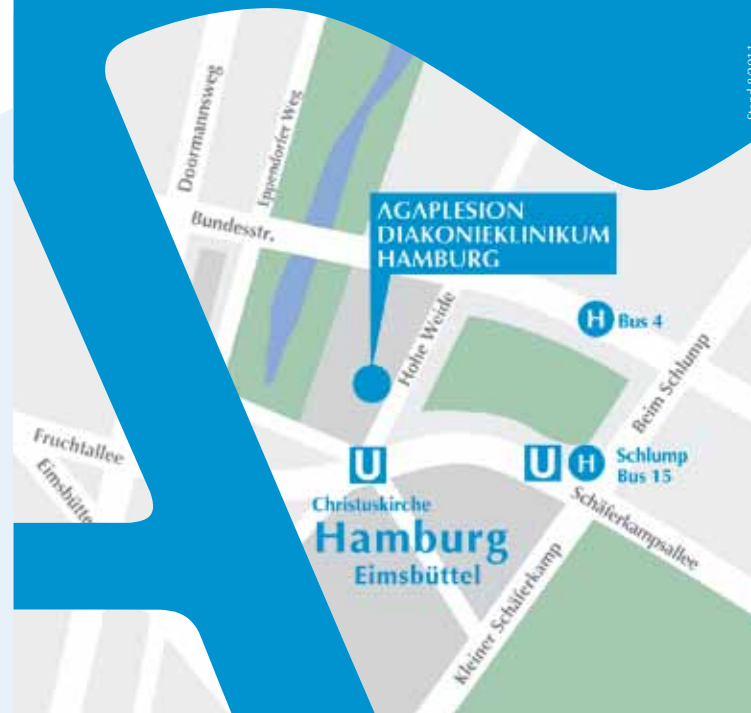 Doormannsweg
Eppendorfer Weg
Bundesstr.
AGAPLESION
DIAKONIEKLINIKUM
HAMBURG
Hohe Weide
H Bus 4
Beim Schlump
Fruchtallee
U
U H Schlump
Bus 15
Schäferkampsallee
Christuskirche
Hamburg
Eimsbüttel
Kleiner Schäferkamp